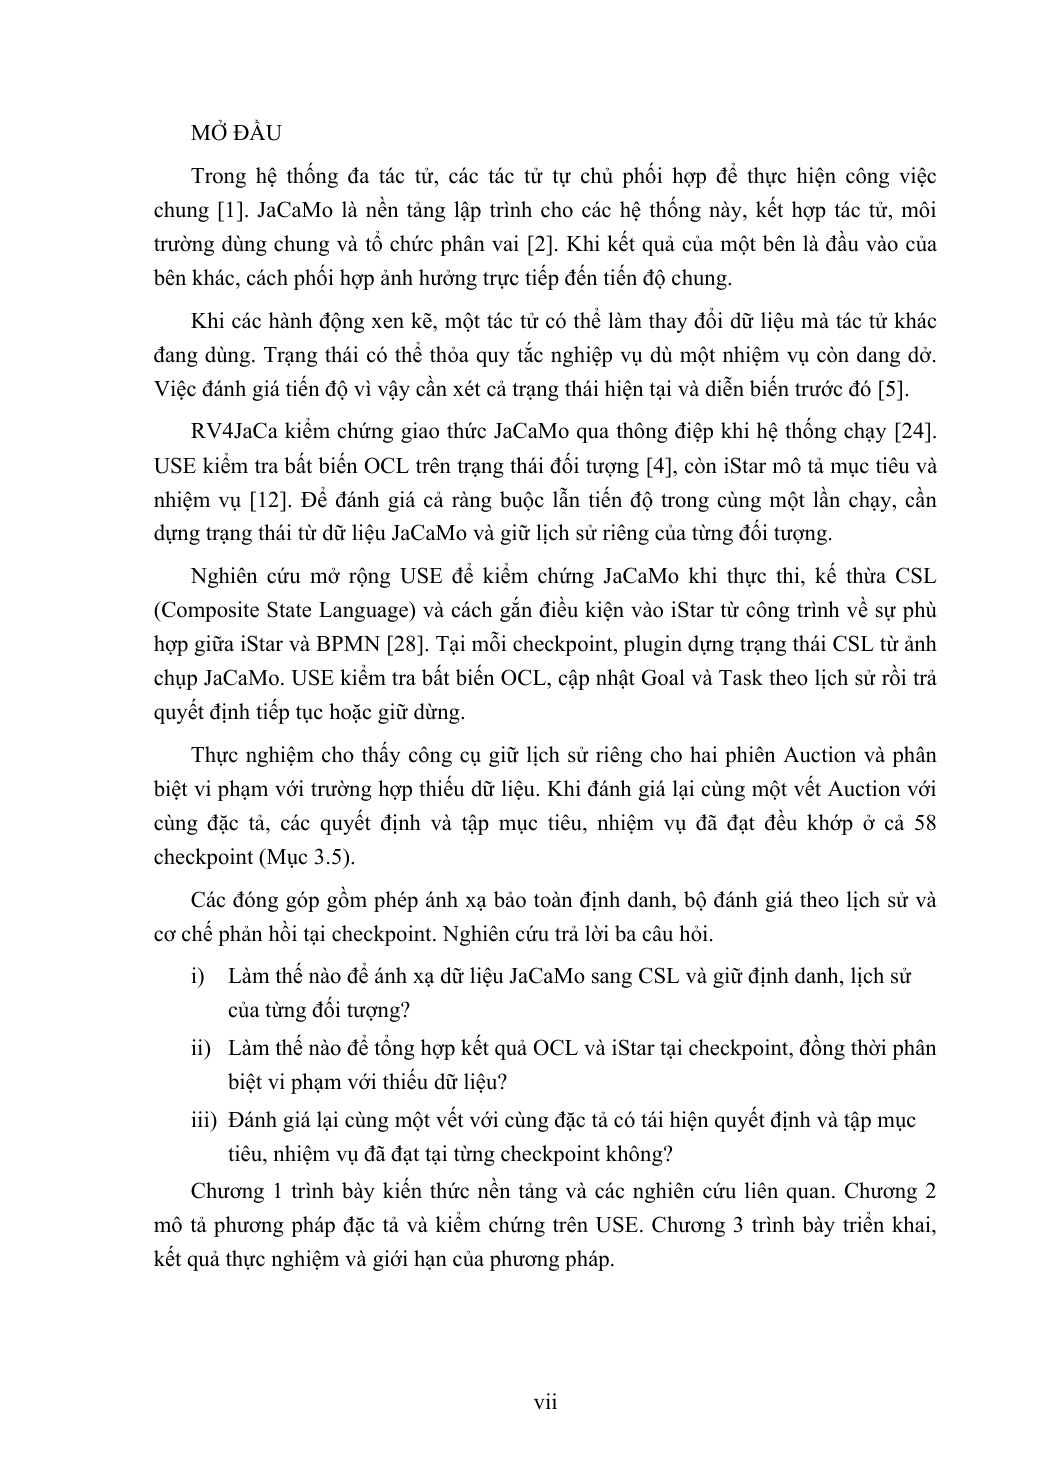 MỞ ĐẦU
Trong hệ thống đa tác tử, các tác tử tự chủ phối hợp để thực hiện công việc
chung [1]. JaCaMo là nền tảng lập trình cho các hệ thống này, kết hợp tác tử, môi
trường dùng chung và tổ chức phân vai [2]. Khi kết quả của một bên là đầu vào của
bên khác, cách phối hợp ảnh hưởng trực tiếp đến tiến độ chung.
Khi các hành động xen kẽ, một tác tử có thể làm thay đổi dữ liệu mà tác tử khác
đang dùng. Trạng thái có thể thỏa quy tắc nghiệp vụ dù một nhiệm vụ còn dang dở.
Việc đánh giá tiến độ vì vậy cần xét cả trạng thái hiện tại và diễn biến trước đó [5].
RV4JaCa kiểm chứng giao thức JaCaMo qua thông điệp khi hệ thống chạy [24].
USE kiểm tra bất biến OCL trên trạng thái đối tượng [4], còn iStar mô tả mục tiêu và
nhiệm vụ [12]. Để đánh giá cả ràng buộc lẫn tiến độ trong cùng một lần chạy, cần
dựng trạng thái từ dữ liệu JaCaMo và giữ lịch sử riêng của từng đối tượng.
Nghiên cứu mở rộng USE để kiểm chứng JaCaMo khi thực thi, kế thừa CSL
(Composite State Language) và cách gắn điều kiện vào iStar từ công trình về sự phù
hợp giữa iStar và BPMN [28]. Tại mỗi checkpoint, plugin dựng trạng thái CSL từ ảnh
chụp JaCaMo. USE kiểm tra bất biến OCL, cập nhật Goal và Task theo lịch sử rồi trả
quyết định tiếp tục hoặc giữ dừng.
Thực nghiệm cho thấy công cụ giữ lịch sử riêng cho hai phiên Auction và phân
biệt vi phạm với trường hợp thiếu dữ liệu. Khi đánh giá lại cùng một vết Auction với
cùng đặc tả, các quyết định và tập mục tiêu, nhiệm vụ đã đạt đều khớp ở cả 58
checkpoint (Mục 3.5).
Các đóng góp gồm phép ánh xạ bảo toàn định danh, bộ đánh giá theo lịch sử và
cơ chế phản hồi tại checkpoint. Nghiên cứu trả lời ba câu hỏi.
i) Làm thế nào để ánh xạ dữ liệu JaCaMo sang CSL và giữ định danh, lịch sử
của từng đối tượng?
ii) Làm thế nào để tổng hợp kết quả OCL và iStar tại checkpoint, đồng thời phân
biệt vi phạm với thiếu dữ liệu?
iii) Đánh giá lại cùng một vết với cùng đặc tả có tái hiện quyết định và tập mục
tiêu, nhiệm vụ đã đạt tại từng checkpoint không?
Chương 1 trình bày kiến thức nền tảng và các nghiên cứu liên quan. Chương 2
mô tả phương pháp đặc tả và kiểm chứng trên USE. Chương 3 trình bày triển khai,
kết quả thực nghiệm và giới hạn của phương pháp.
vii